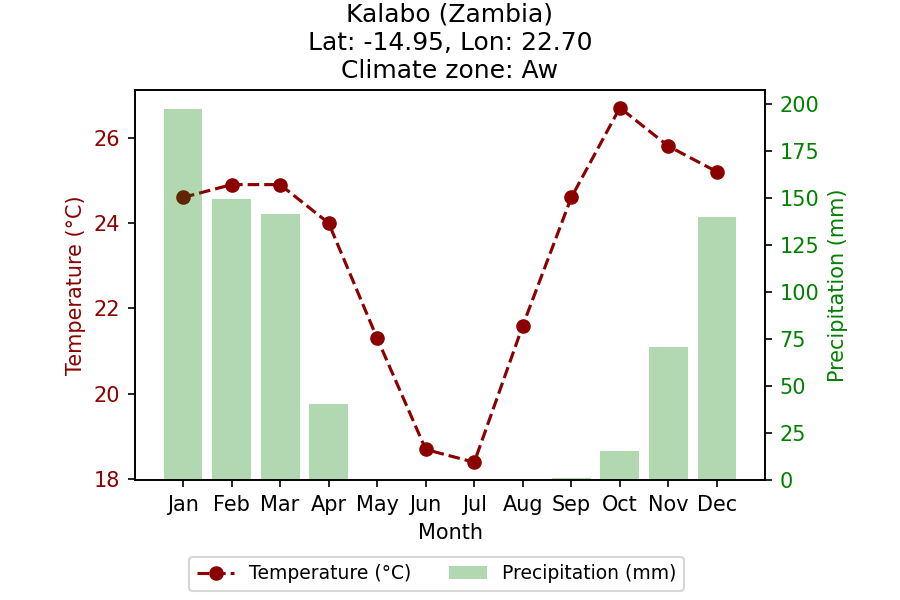 Kalabo (Zambia)
Lat: -14.95, Lon: 22.70
Climate zone: Aw
26
24
22
20
18
Temperature (°C)
200
175
150
125
100
75
50
25
0
Precipitation (mm)
Jan Feb Mar Apr May Jun Jul Aug Sep Oct Nov Dec
Month
Temperature (°C) Precipitation (mm)